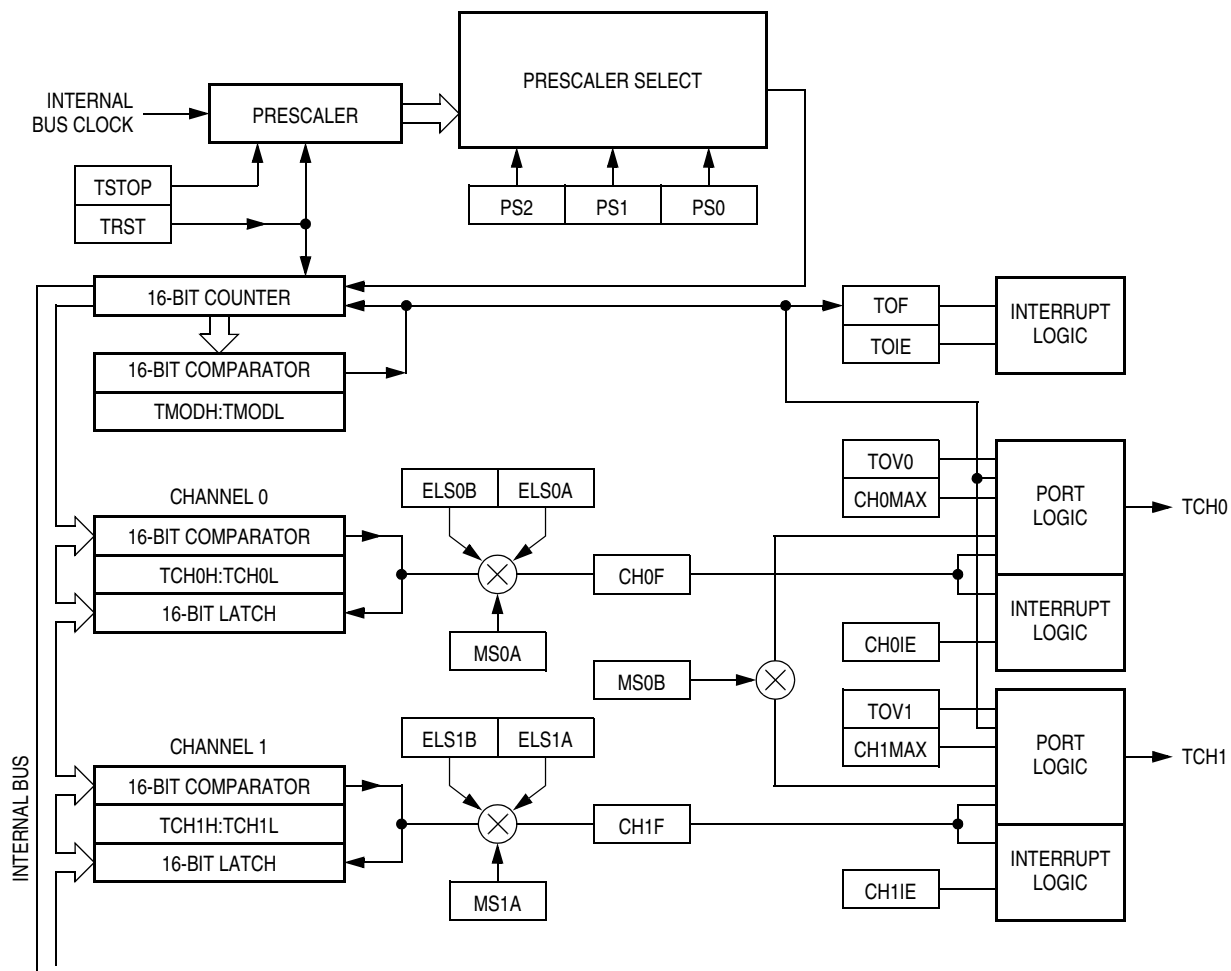 PRESCALER SELECT
INTERNAL
BUS CLOCK
PRESCALER
TSTOP
TRST
PS2 PS1 PS0
16-BIT COUNTER
16-BIT COMPARATOR
TMODH:TMODL
TOF
TOIE
INTERRUPT
LOGIC
CHANNEL 0
16-BIT COMPARATOR
TCH0H:TCH0L
16-BIT LATCH
ELS0B ELS0A
MS0A
CH0F
TOV0
CH0MAX
PORT
LOGIC
TCH0
INTERRUPT
LOGIC
CH0IE
MS0B
CHANNEL 1
16-BIT COMPARATOR
TCH1H:TCH1L
16-BIT LATCH
ELS1B ELS1A
MS1A
CH1F
TOV1
CH1MAX
PORT
LOGIC
TCH1
INTERRUPT
LOGIC
CH1IE
INTERNAL BUS